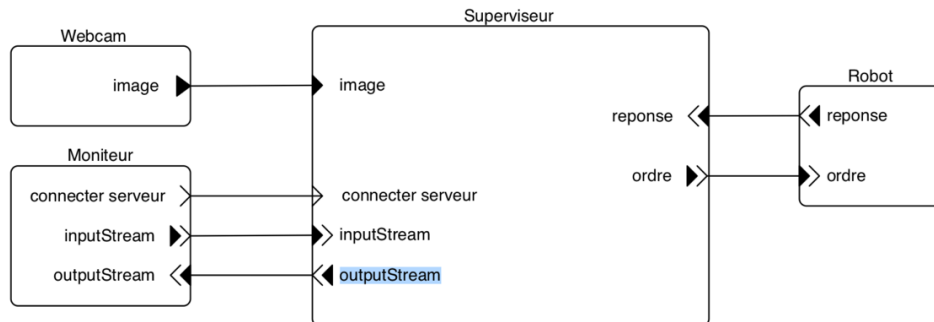 Superviseur
Webcam
image
image
Robot
reponse
reponse
Moniteur
ordre
ordre
connecter serveur
connecter serveur
inputStream
inputStream
outputStream
outputStream